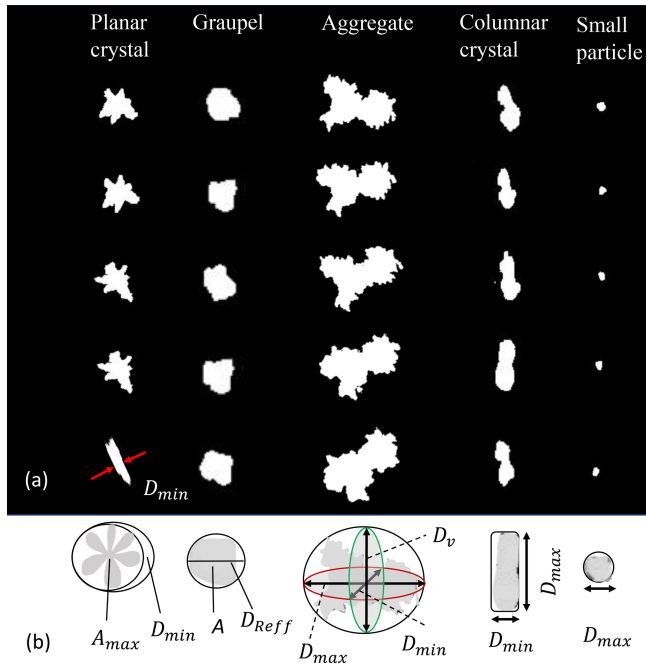 Planar crystal
Graupel
Aggregate
Columnar crystal
Small particle
(a)
D_min
(b)
A_max
D_min
A
D_Reff
D_max
D_v
D_min
D_min
D_max
D_max